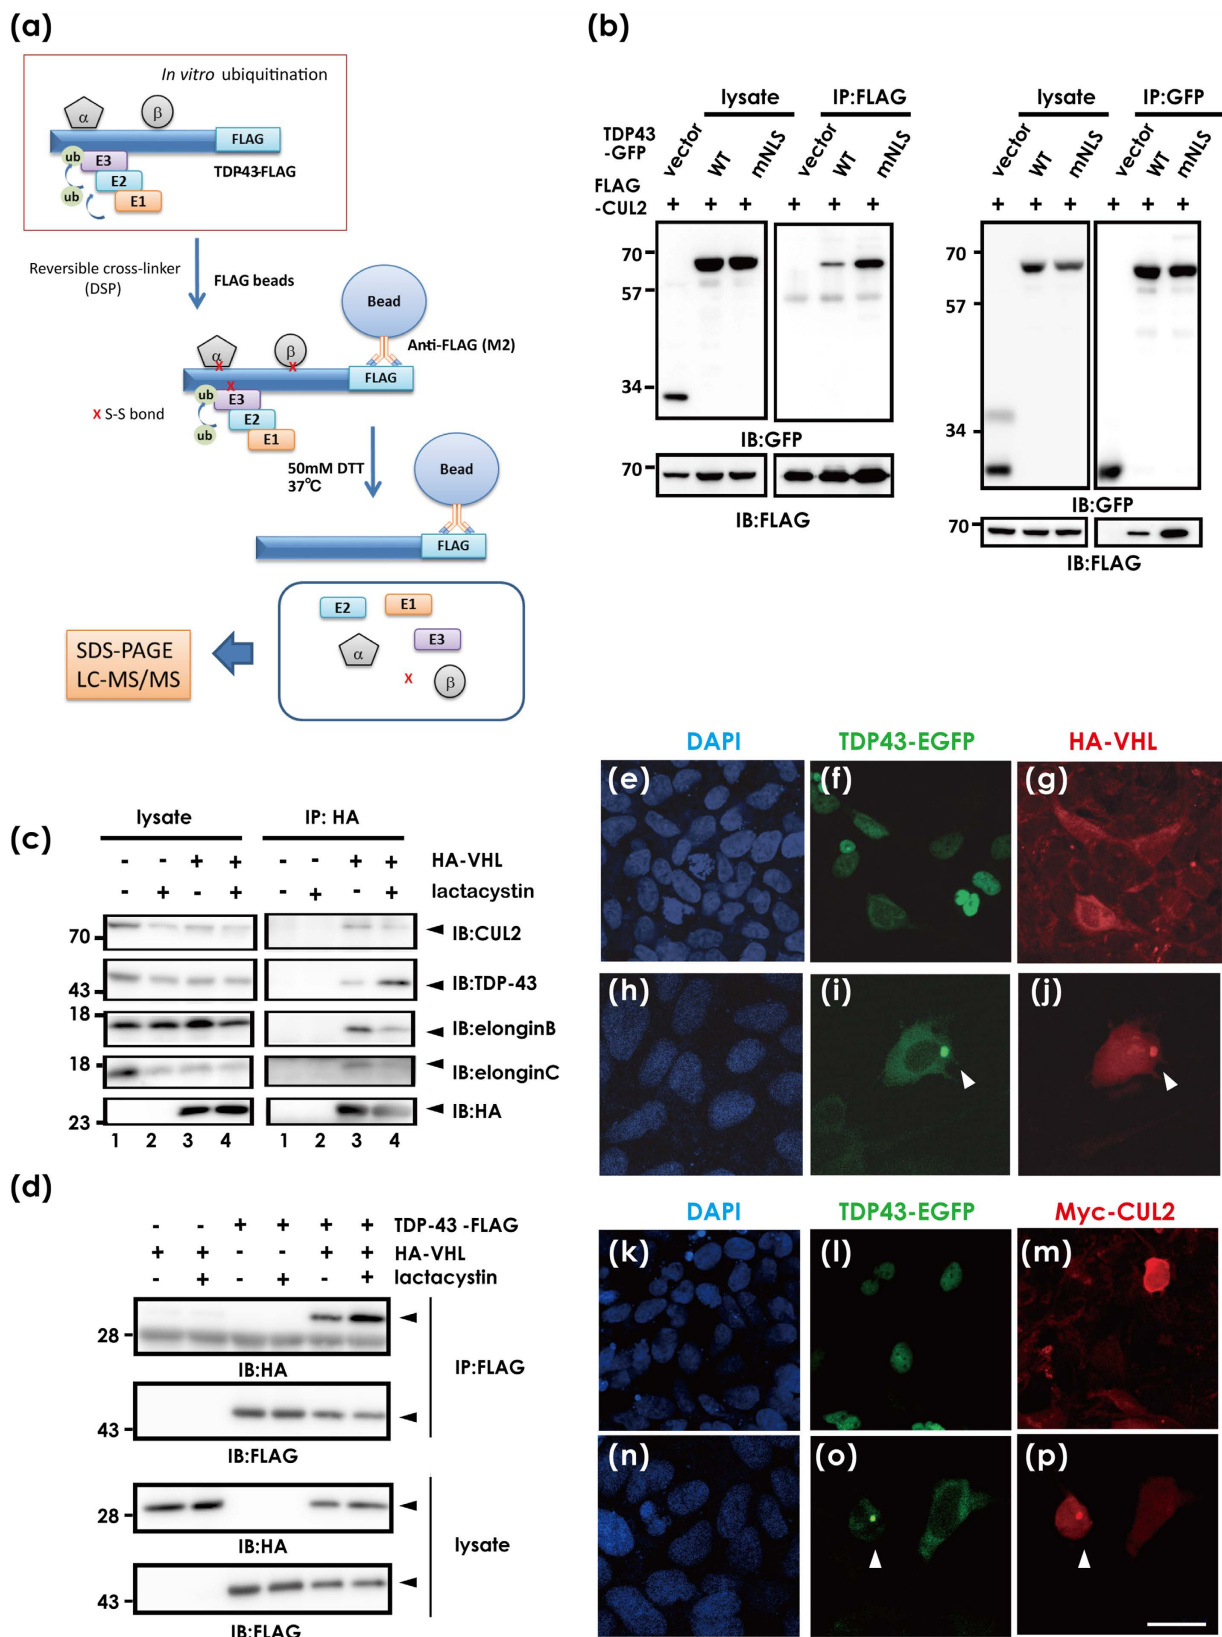 (a)
In vitro ubiquitination
α
β
FLAG
ub
E3
TDP43-FLAG
E2
ub
E1
Reversible cross-linker
(DSP)
FLAG beads
Bead
Anti-FLAG (M2)
α
β
X
X
FLAG
X
ub
E3
X S-S bond
E2
ub
E1
50mM DTT
37℃
Bead
FLAG
E2
E1
E3
α
X
β
SDS-PAGE
LC-MS/MS
(b)
lysate
IP:FLAG
TDP43
-GFP
vector
WT
mNLS
vector
WT
mNLS
FLAG
-CUL2
+ + + + + +
70
57
34
IB:GFP
70
IB:FLAG
lysate
IP:GFP
vector
WT
mNLS
vector
WT
mNLS
+ + + + +
70
57
34
IB:GFP
70
IB:FLAG
(c)
lysate
IP: HA
- - + + - - + + HA-VHL
- + - + - + - + lactacystin
70
IB:CUL2
43
IB:TDP-43
18
IB:elonginB
18
IB:elonginC
23
IB:HA
1 2 3 4 1 2 3 4
(d)
- - + + + + TDP-43 -FLAG
+ + - - + + HA-VHL
- + - + - + lactacystin
28
IB:HA
IP:FLAG
43
IB:FLAG
28
IB:HA
lysate
43
IB:FLAG
DAPI
TDP43-EGFP
HA-VHL
(e)
(f)
(g)
(h)
(i)
(j)
DAPI
TDP43-EGFP
Myc-CUL2
(k)
(l)
(m)
(n)
(o)
(p)